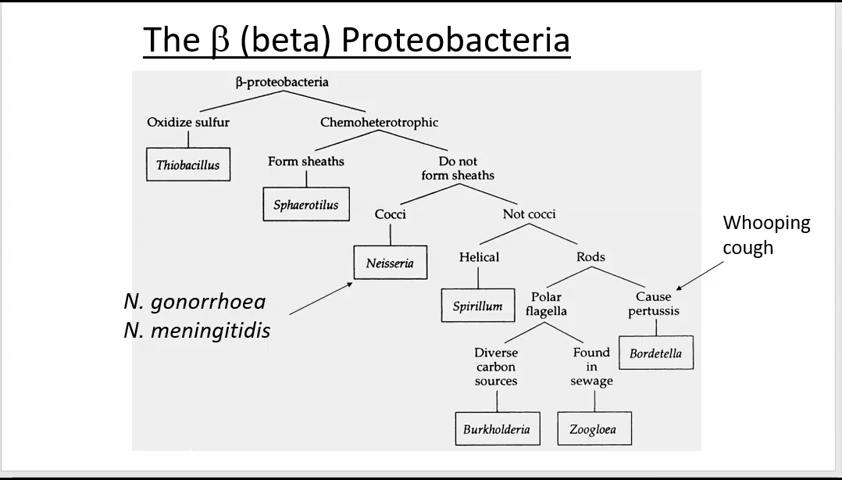 The β (beta) Proteobacteria
β-proteobacteria
Oxidize sulfur
Chemoheterotrophic
Thiobacillus
Form sheaths
Do not
form sheaths
Sphaerotilus
Cocci
Not cocci
Whooping
cough
Neisseria
Helical
Rods
N. gonorrhoea
N. meningitidis
Spirillum
Polar
flagella
Cause
pertussis
Bordetella
Diverse
carbon
sources
Found
in
sewage
Burkholderia
Zoogloea